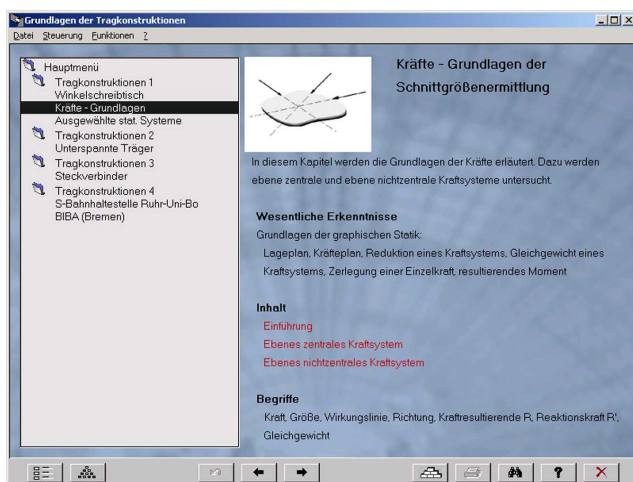 Grundlagen der Tragkonstruktionen
Datei Steuerung Funktionen ?
Hauptmenü
Tragkonstruktionen 1
Winkelschreibtisch
Kräfte - Grundlagen
Ausgewählte stat. Systeme
Tragkonstruktionen 2
Unterspannte Träger
Tragkonstruktionen 3
Steckverbinder
Tragkonstruktionen 4
S-Bahnhaltestelle Ruhr-Uni-Bo
BIBA (Bremen)
Kräfte - Grundlagen der
Schnittgrößenermittlung
In diesem Kapitel werden die Grundlagen der Kräfte erläutert. Dazu werden
ebene zentrale und ebene nichtzentrale Kraftsysteme untersucht.
Wesentliche Erkenntnisse
Grundlagen der graphischen Statik:
Lageplan, Kräfteplan, Reduktion eines Kraftsystems, Gleichgewicht eines
Kraftsystems, Zerlegung einer Einzelkraft, resultierendes Moment
Inhalt
Einführung
Ebenes zentrales Kraftsystem
Ebenes nichtzentrales Kraftsystem
Begriffe
Kraft, Größe, Wirkungslinie, Richtung, Kraftresultierende R, Reaktionskraft R',
Gleichgewicht
?